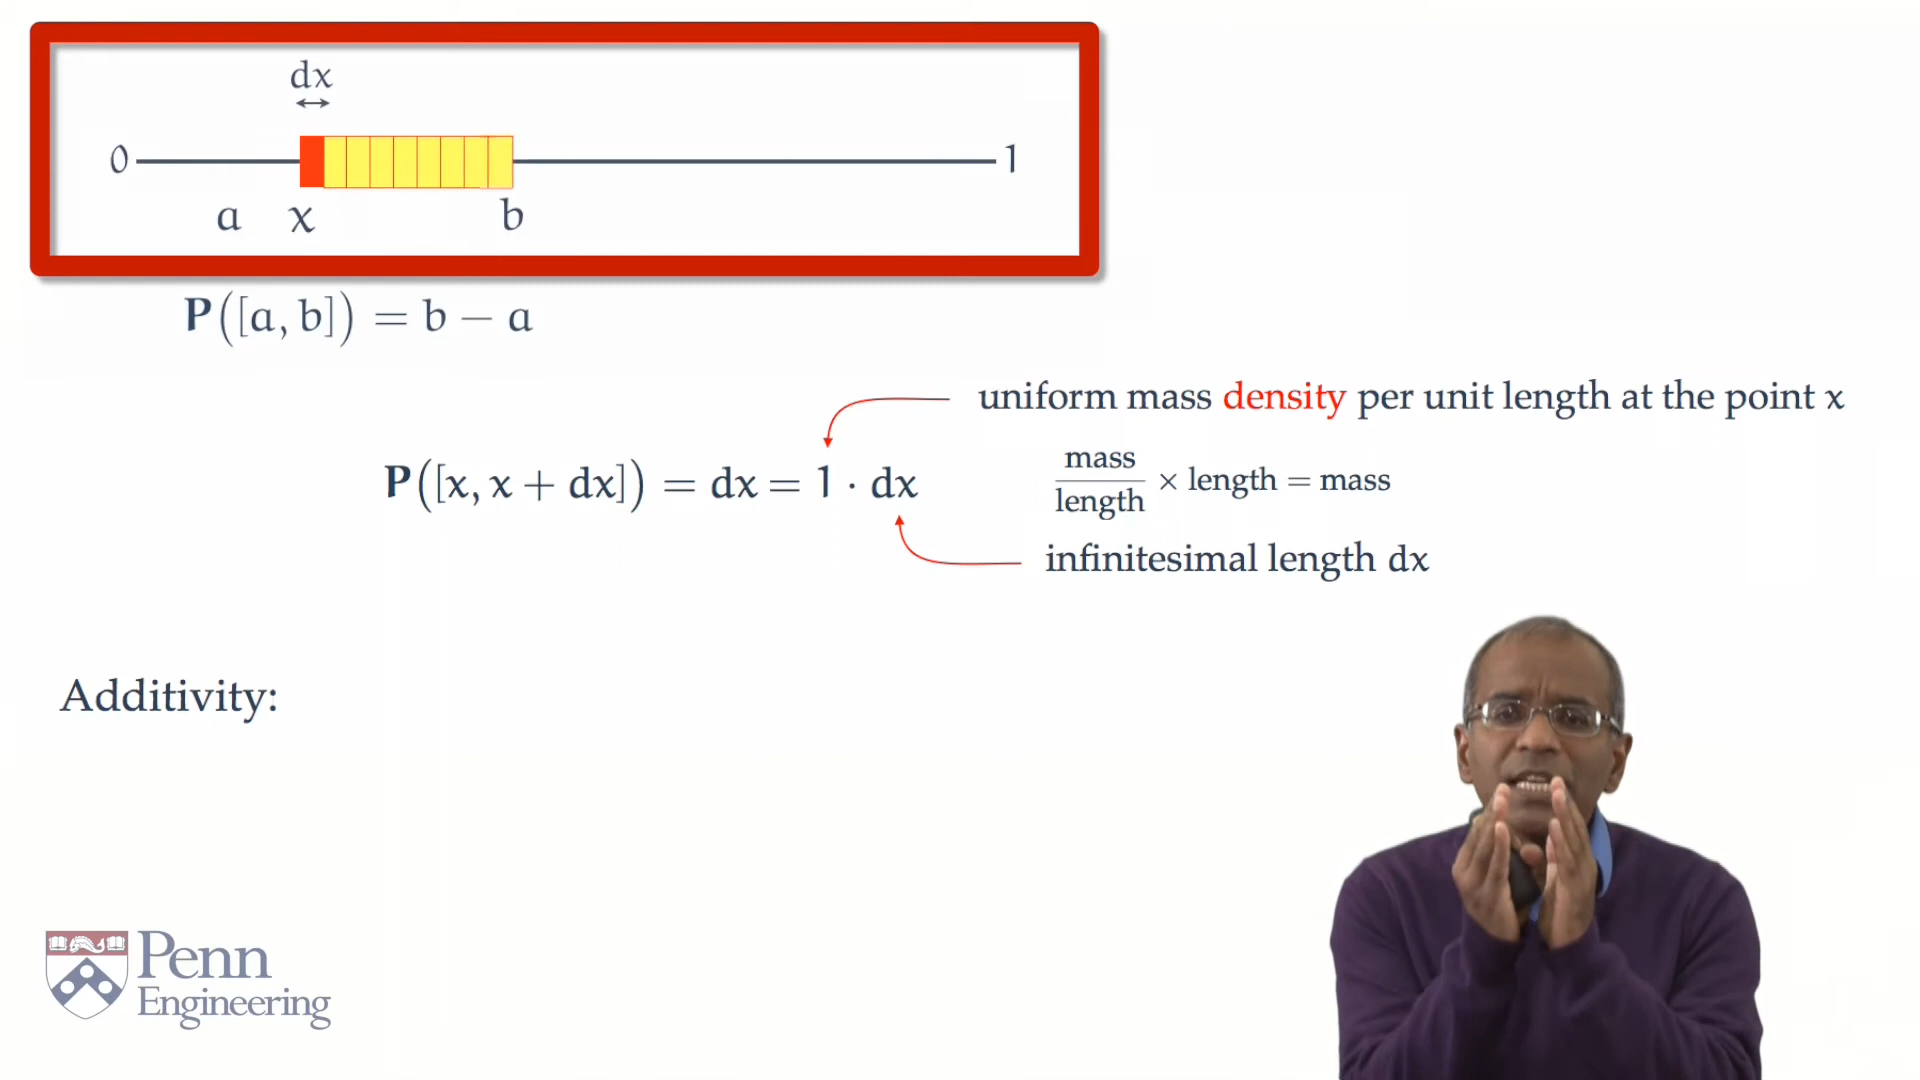 dx
0 1
a x b
P([a, b]) = b − a
uniform mass density per unit length at the point x
P([x, x + dx]) = dx = 1 · dx
mass
length × length = mass
infinitesimal length dx
Additivity:
Penn
Engineering